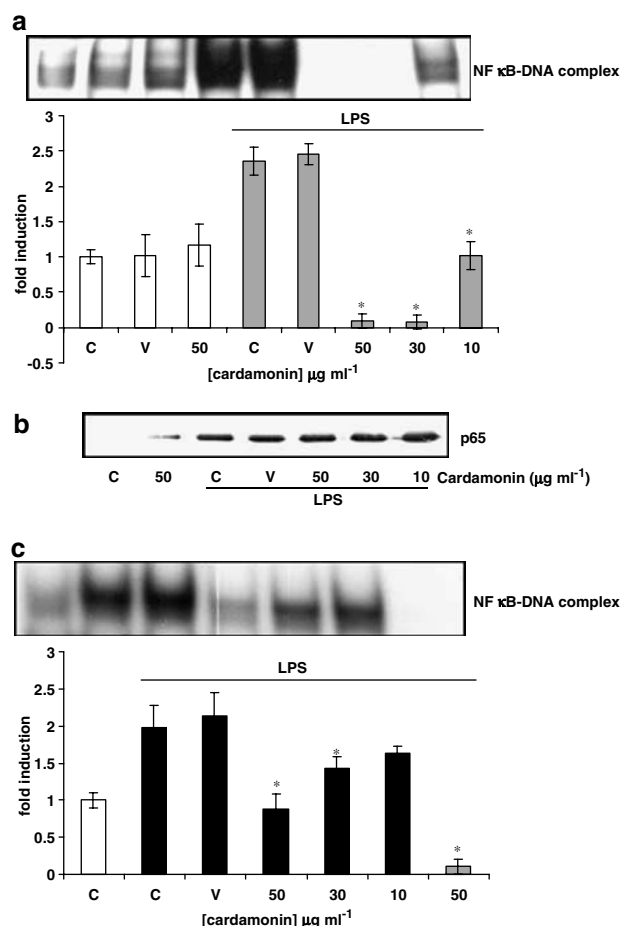 a
NF κB-DNA complex
LPS
3
2.5
2
1.5
1
0.5
0
-0.5
fold induction
* * *
C V 50 C V 50 30 10
[cardamonin] μg ml-1
b
p65
C 50 C V 50 30 10 Cardamonin (μg ml-1)
LPS
c
NF κB-DNA complex
LPS
3
2.5
2
1.5
1
0.5
0
fold induction
* * *
C C V 50 30 10 50
[cardamonin] μg ml-1